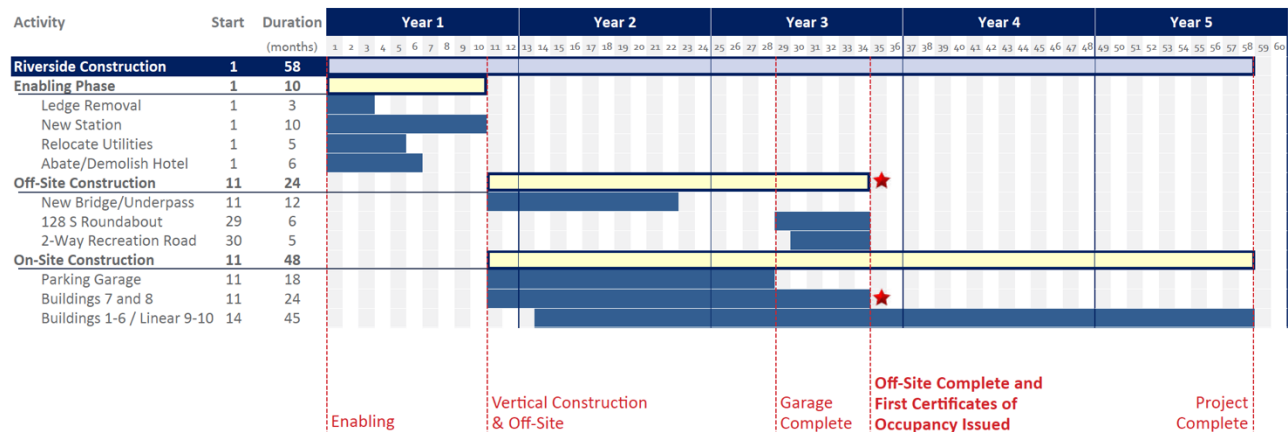 Activity Start Duration Year 1 Year 2 Year 3 Year 4 Year 5
(months) 1 2 3 4 5 6 7 8 9 10 11 12 13 14 15 16 17 18 19 20 21 22 23 24 25 26 27 28 29 30 31 32 33 34 35 36 37 38 39 40 41 42 43 44 45 46 47 48 49 50 51 52 53 54 55 56 57 58 59 60
Riverside Construction 1 58
Enabling Phase 1 10
Ledge Removal 1 3
New Station 1 10
Relocate Utilities 1 5
Abate/Demolish Hotel 1 6
Off-Site Construction 11 24
New Bridge/Underpass 11 12
128 S Roundabout 29 6
2-Way Recreation Road 30 5
On-Site Construction 11 48
Parking Garage 11 18
Buildings 7 and 8 11 24
Buildings 1-6 / Linear 9-10 14 45
Enabling
Vertical Construction
& Off-Site
Garage
Complete
Off-Site Complete and
First Certificates of
Occupancy Issued
Project
Complete